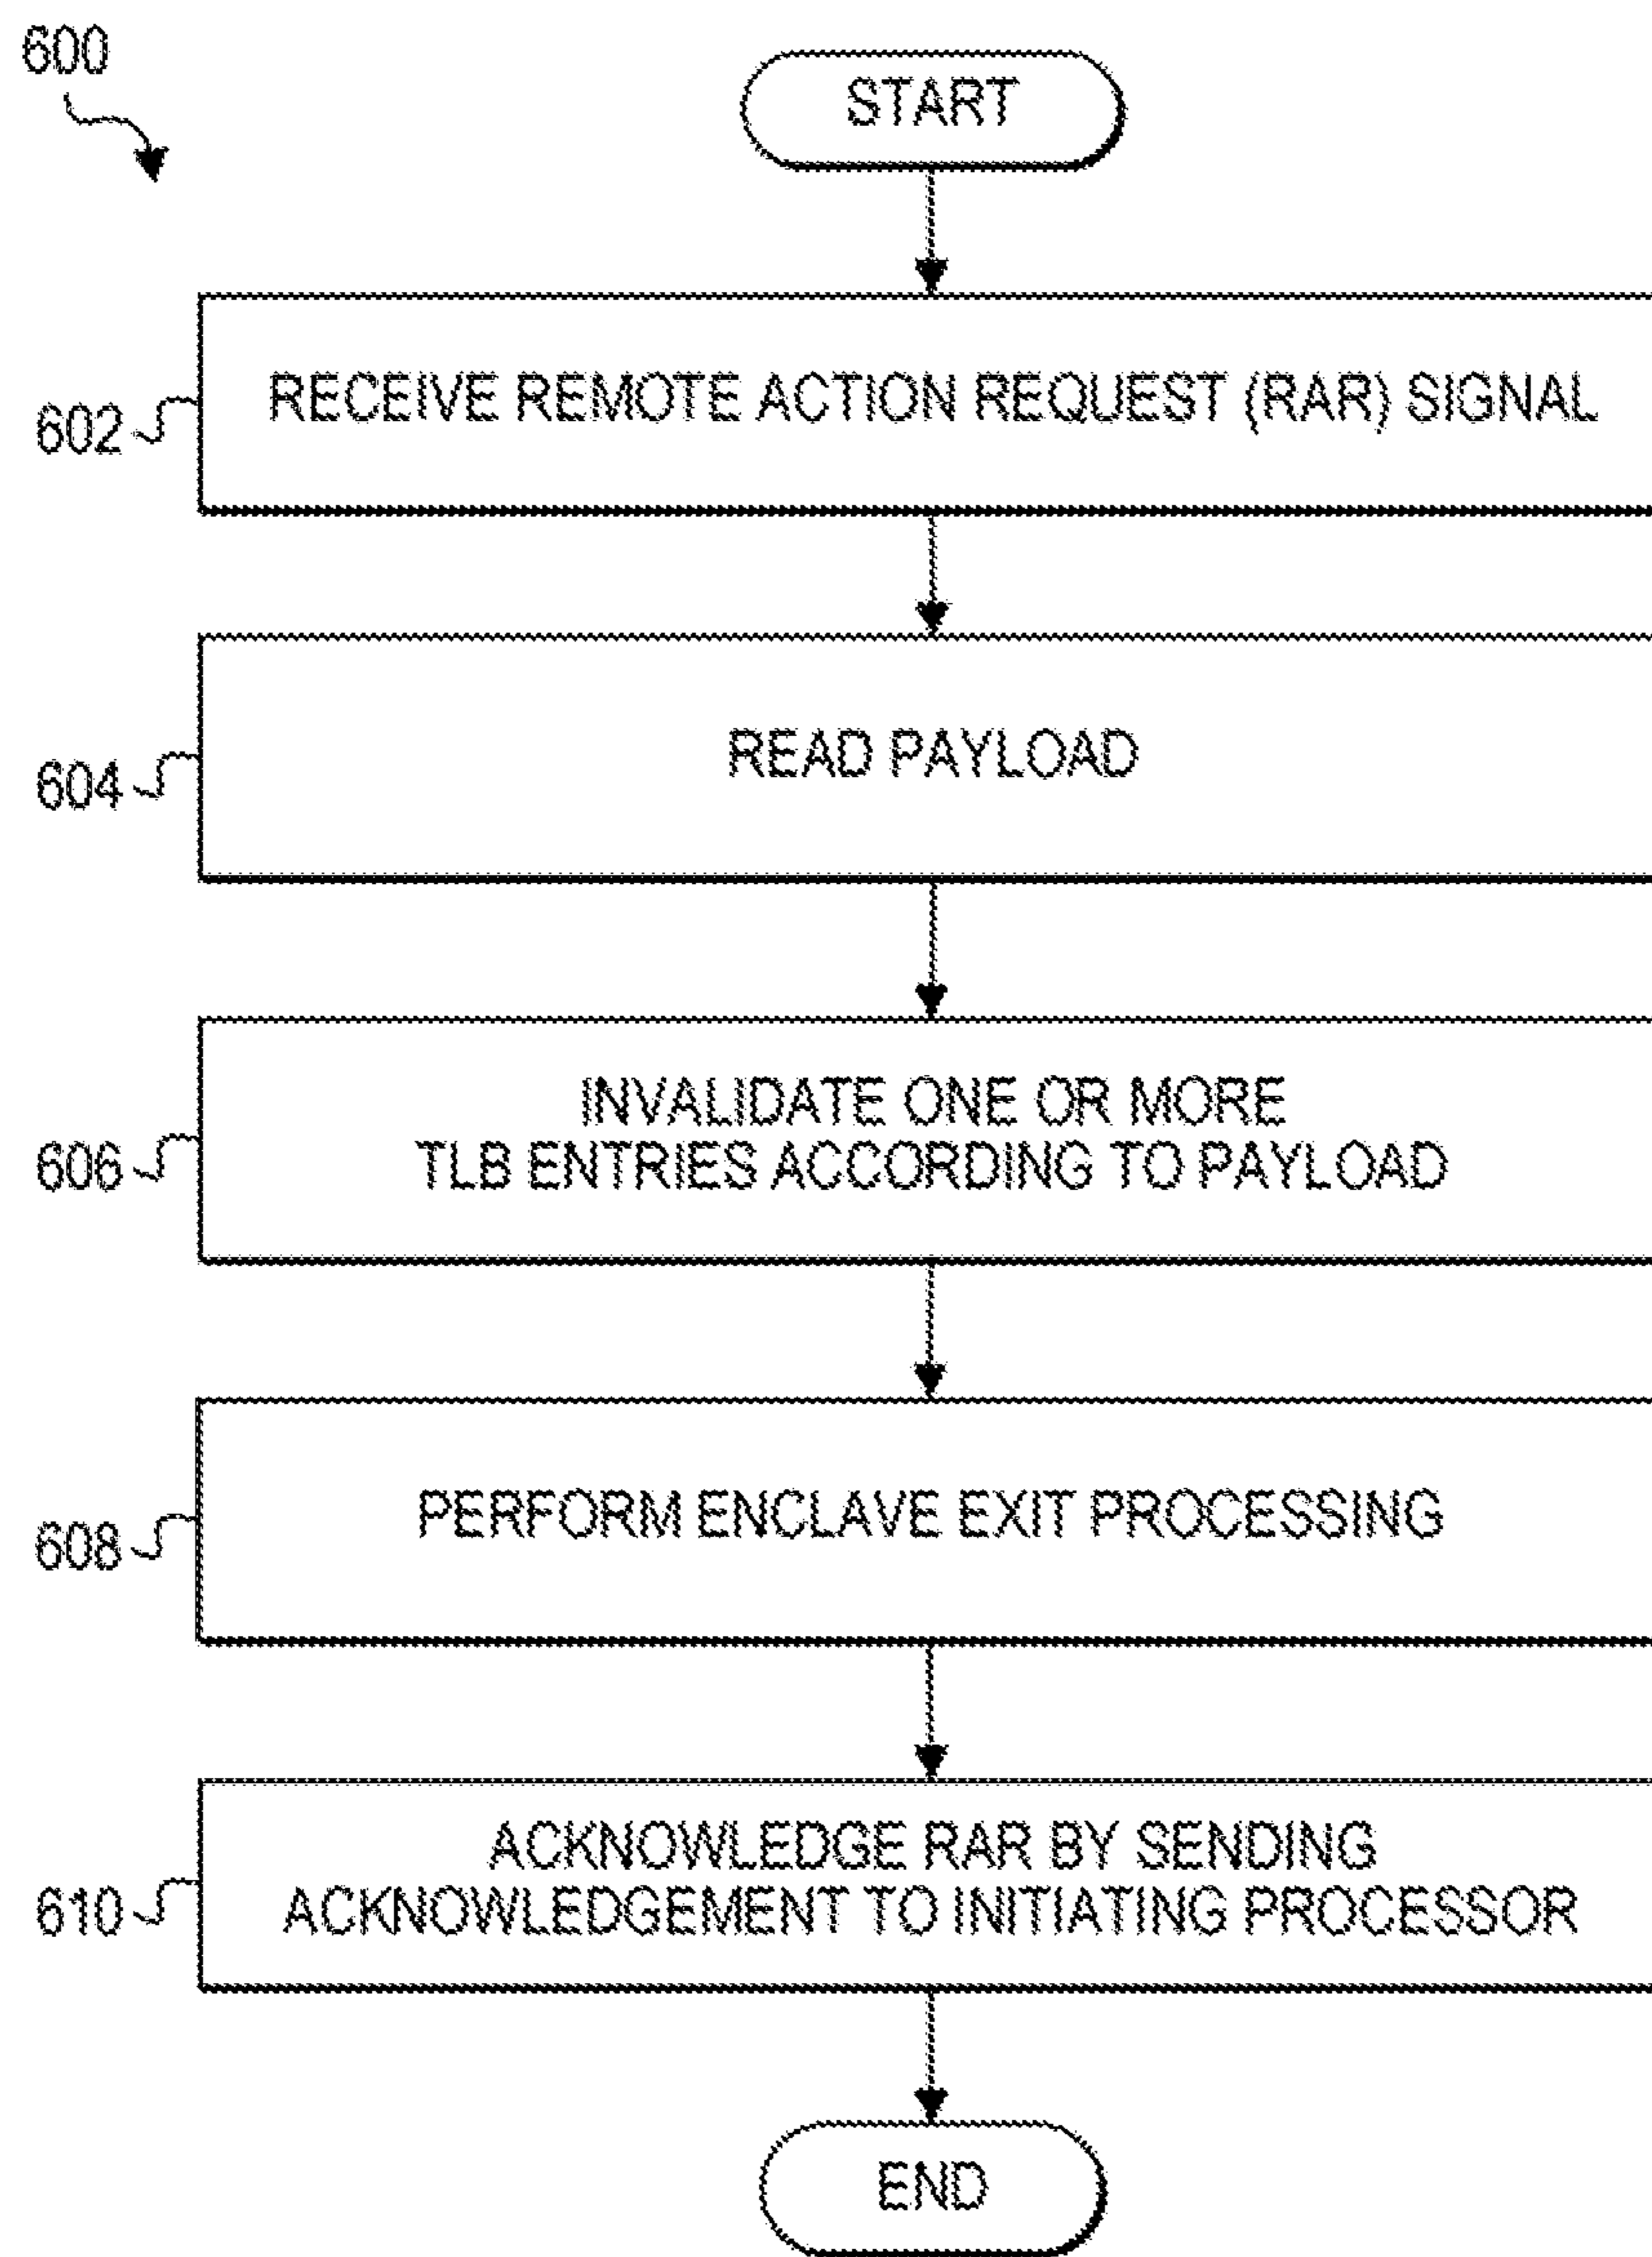 600
START
602
RECEIVE REMOTE ACTION REQUEST (RAR) SIGNAL
604
READ PAYLOAD
606
INVALIDATE ONE OR MORE
TLB ENTRIES ACCORDING TO PAYLOAD
608
PERFORM ENCLAVE EXIT PROCESSING
610
ACKNOWLEDGE RAR BY SENDING
ACKNOWLEDGEMENT TO INITIATING PROCESSOR
END